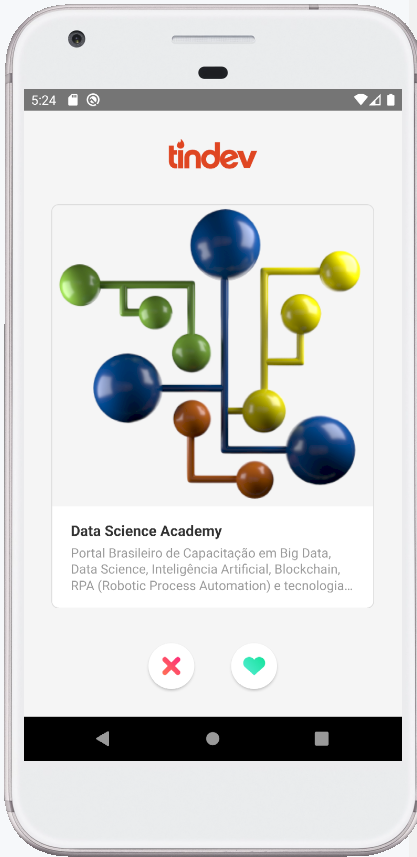 5:24
tindev
Data Science Academy
Portal Brasileiro de Capacitação em Big Data,
Data Science, Inteligência Artificial, Blockchain,
RPA (Robotic Process Automation) e tecnologia…